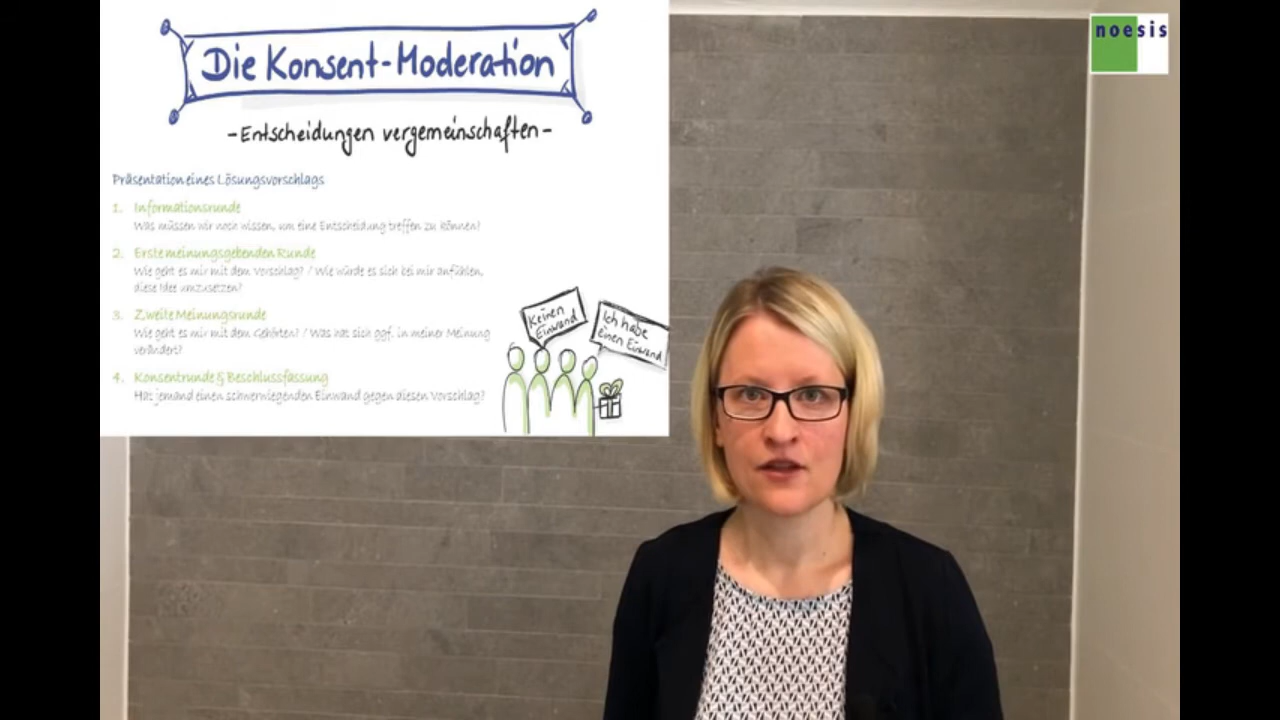 Die Konsent-Moderation
-Entscheidungen vergemeinschaften-
Präsentation eines Lösungsvorschlags
1. Informationsrunde
Was müssen wir noch wissen, um eine Entscheidung treffen zu können?
2. Erste meinungsgebenden Runde
Wie geht es mir mit dem Vorschlag? / Wie würde es sich bei mir anfühlen,
diese Idee umzusetzen?
3. Zweite Meinungsrunde
Wie geht es mir mit dem Gehörten? / Was hat sich ggf. in meiner Meinung
verändert?
4. Konsentrunde & Beschlussfassung
Hat jemand einen schwerwiegenden Einwand gegen diesen Vorschlag?
Keinen
Einwand
Ich habe
einen Einwand
noesis